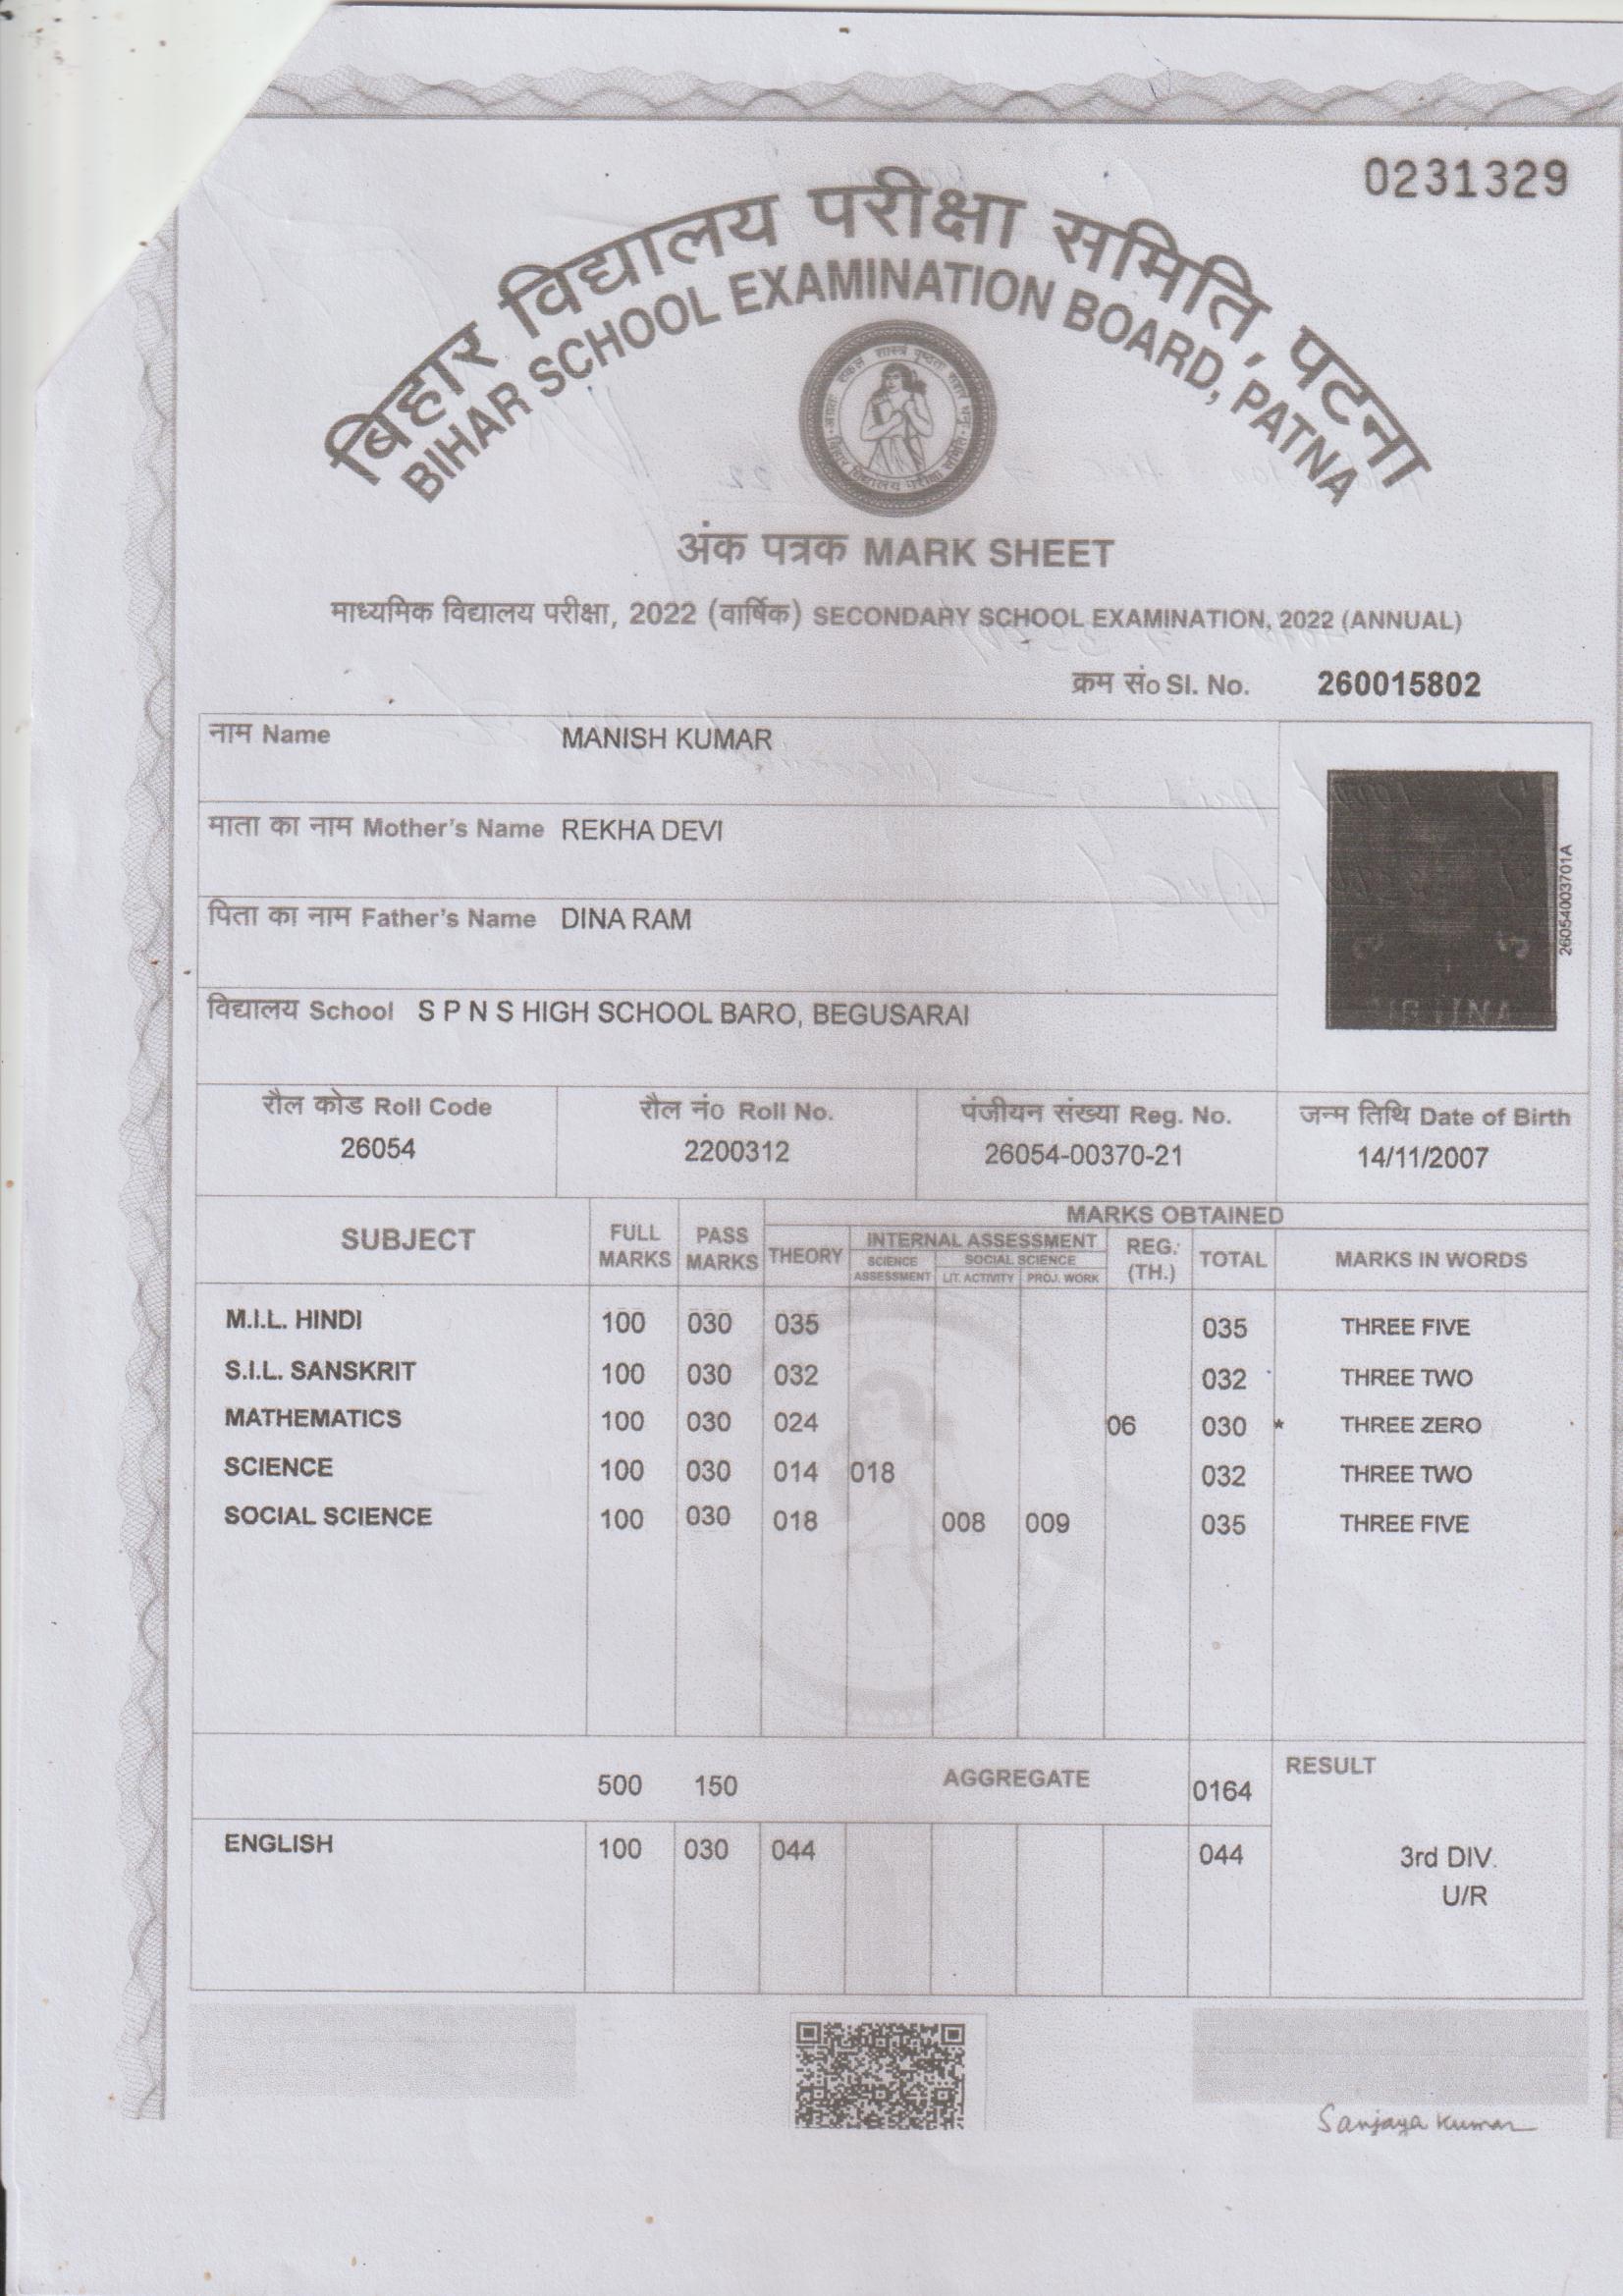 0231329
बिहार विद्यालय परीक्षा समिति, पटना
BIHAR SCHOOL EXAMINATION BOARD, PATNA
अंक पत्रक MARK SHEET
माध्यमिक विद्यालय परीक्षा, 2022 (वार्षिक) SECONDARY SCHOOL EXAMINATION, 2022 (ANNUAL)
क्रम सं० Sl. No. 260015802
नाम Name MANISH KUMAR
माता का नाम Mother's Name REKHA DEVI
पिता का नाम Father's Name DINA RAM
260540037​01A
विद्यालय School S P N S HIGH SCHOOL BARO, BEGUSARAI
रौल कोड Roll Code रौल नं0 Roll No. पंजीयन संख्या Reg. No. जन्म तिथि Date of Birth
26054 2200312 26054-00370-21 14/11/2007
MARKS OBTAINED
SUBJECT FULL MARKS PASS MARKS THEORY INTERNAL ASSESSMENT REG. (TH.) TOTAL MARKS IN WORDS
SCIENCE ASSESSMENT SOCIAL SCIENCE
LIT. ACTIVITY PROJ. WORK
M.I.L. HINDI 100 030 035 035 THREE FIVE
S.I.L. SANSKRIT 100 030 032 032 THREE TWO
MATHEMATICS 100 030 024 06 030 * THREE ZERO
SCIENCE 100 030 014 018 032 THREE TWO
SOCIAL SCIENCE 100 030 018 008 009 035 THREE FIVE
500 150 AGGREGATE 0164 RESULT
ENGLISH 100 030 044 044 3rd DIV.
U/R
Sanjaya Kumar